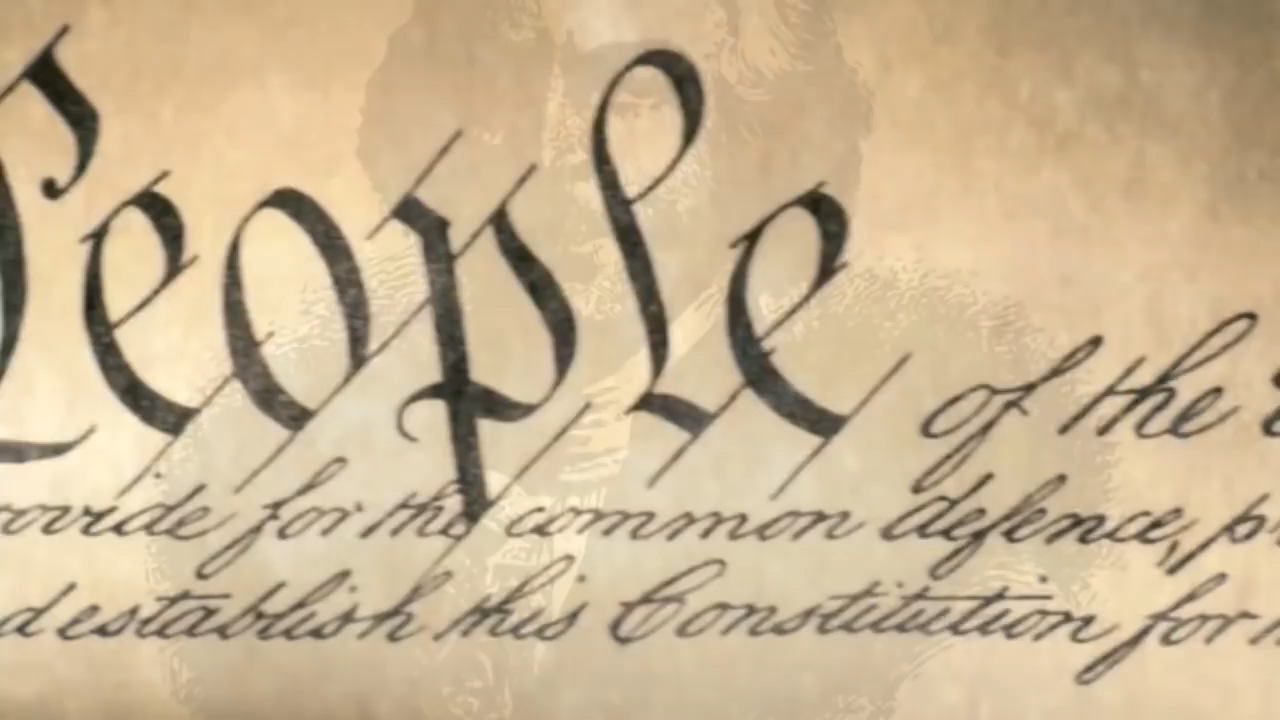 People of the
rovide for the common defence, p
d establish this Constitution for